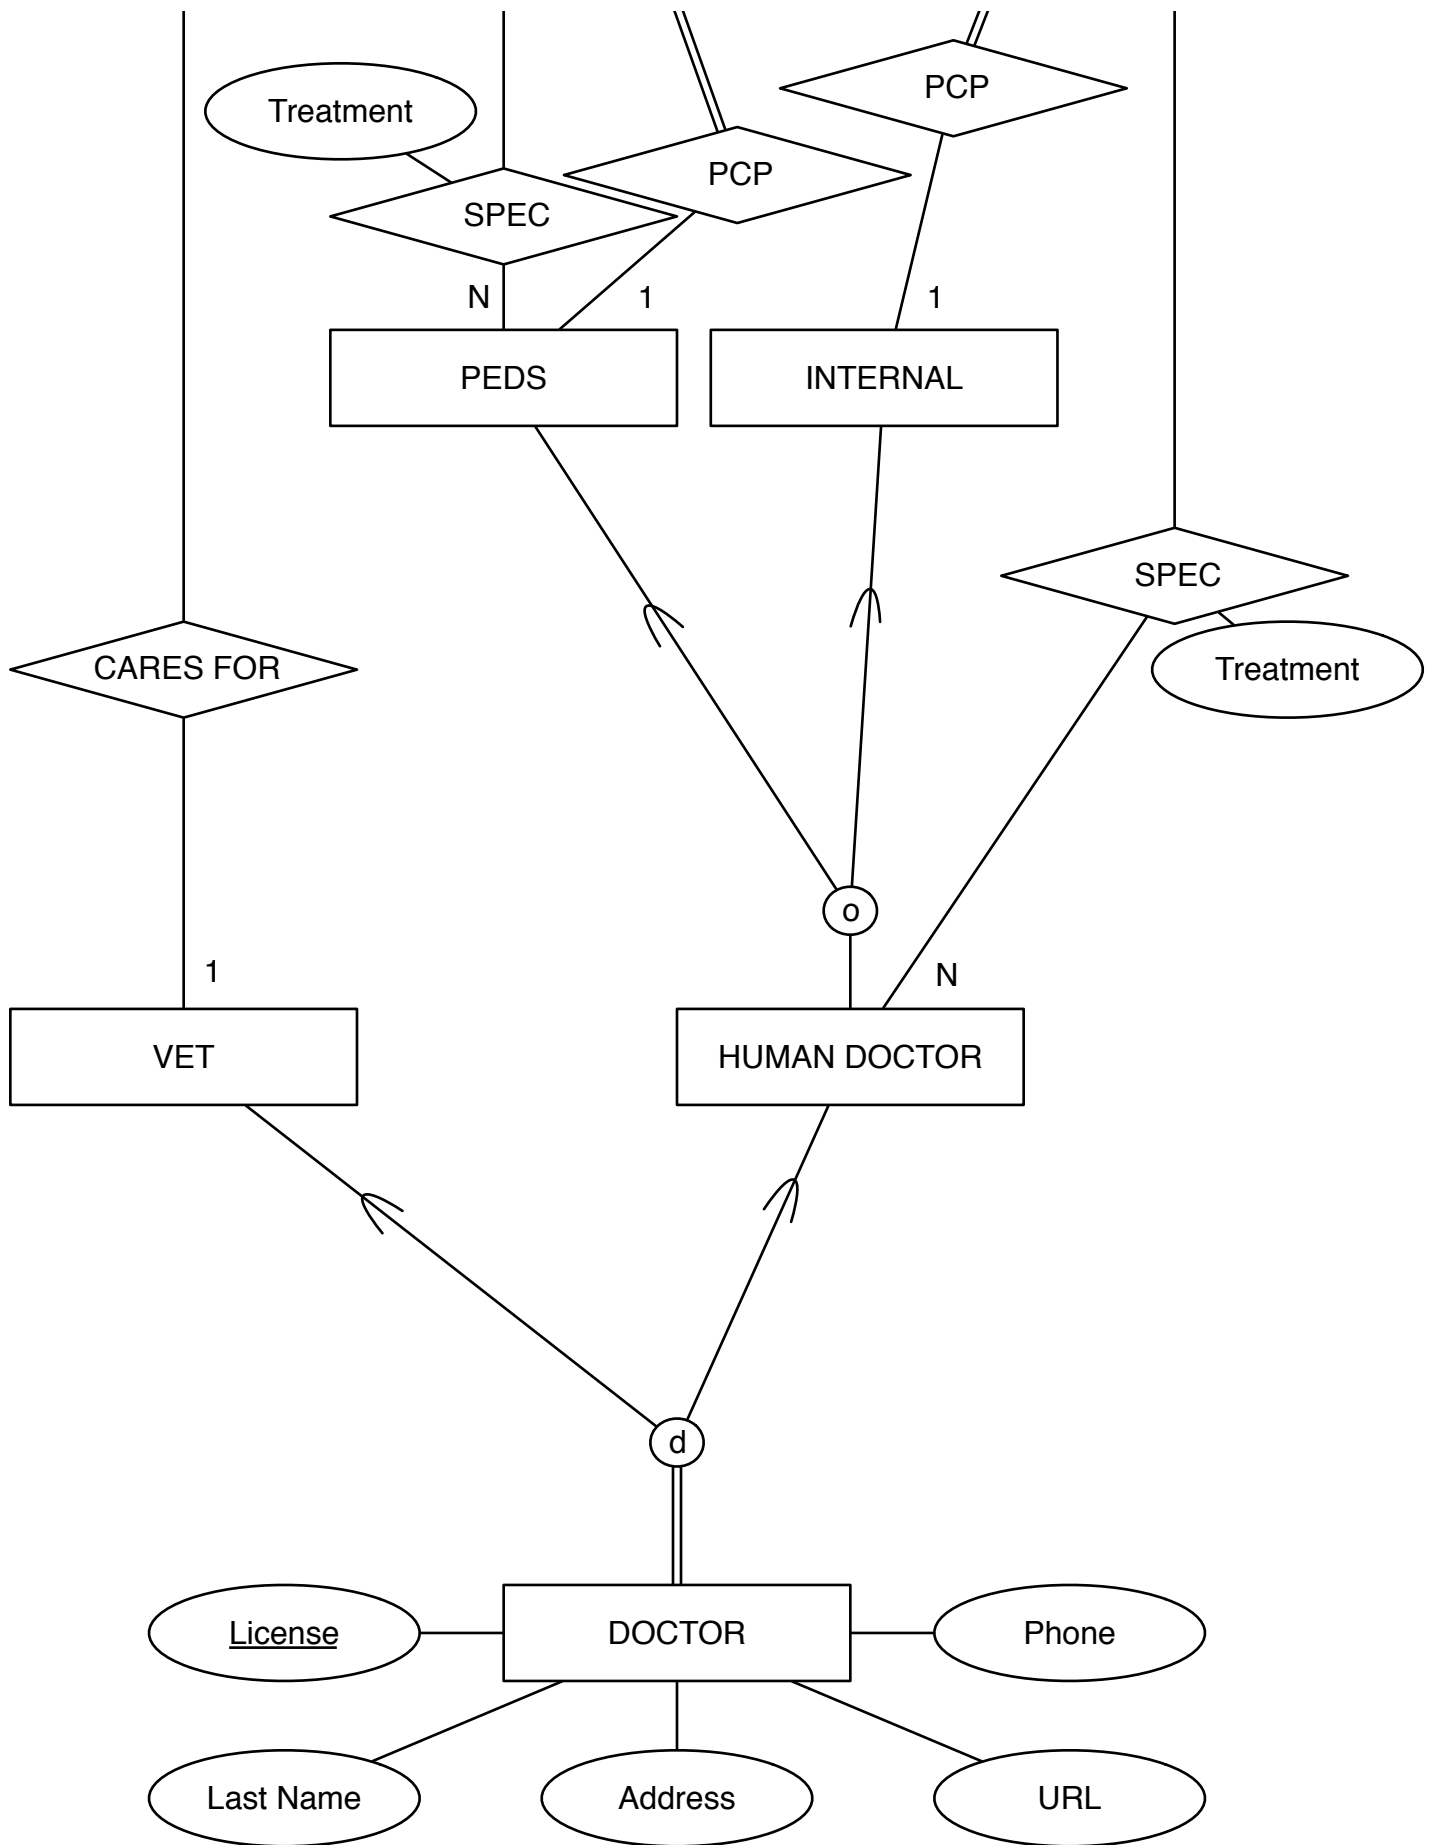 PCP
Treatment
PCP
SPEC
N
1
1
PEDS
INTERNAL
SPEC
CARES FOR
Treatment
o
1
N
VET
HUMAN DOCTOR
d
License
DOCTOR
Phone
Last Name
Address
URL